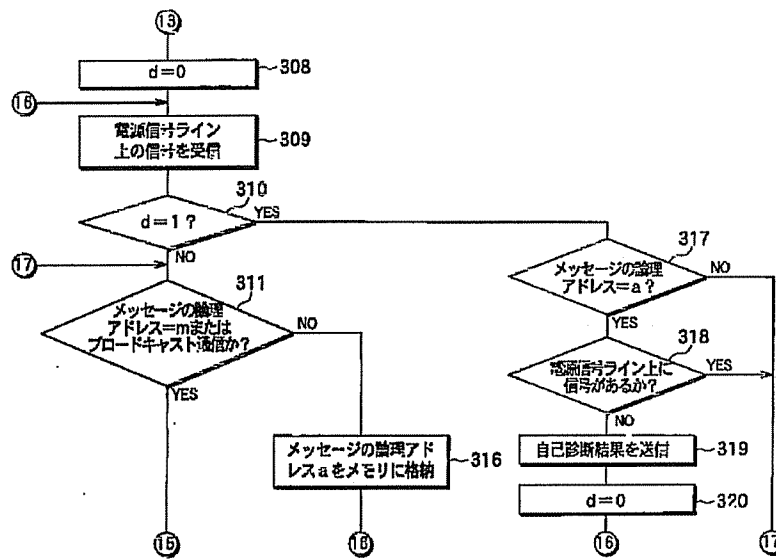 13
d=0
308
16
電源信号ライン
上の信号を受信
309
310
d=1？
YES
NO
17
311
メッセージの論理
アドレス=mまたは
ブロードキャスト通信か？
NO
YES
メッセージの論理アド
レスaをメモリに格納
316
15
18
317
メッセージの論理
アドレス=a？
NO
YES
318
電源信号ライン上に
信号があるか？
YES
NO
自己診断結果を送信
319
d=0
320
16
17